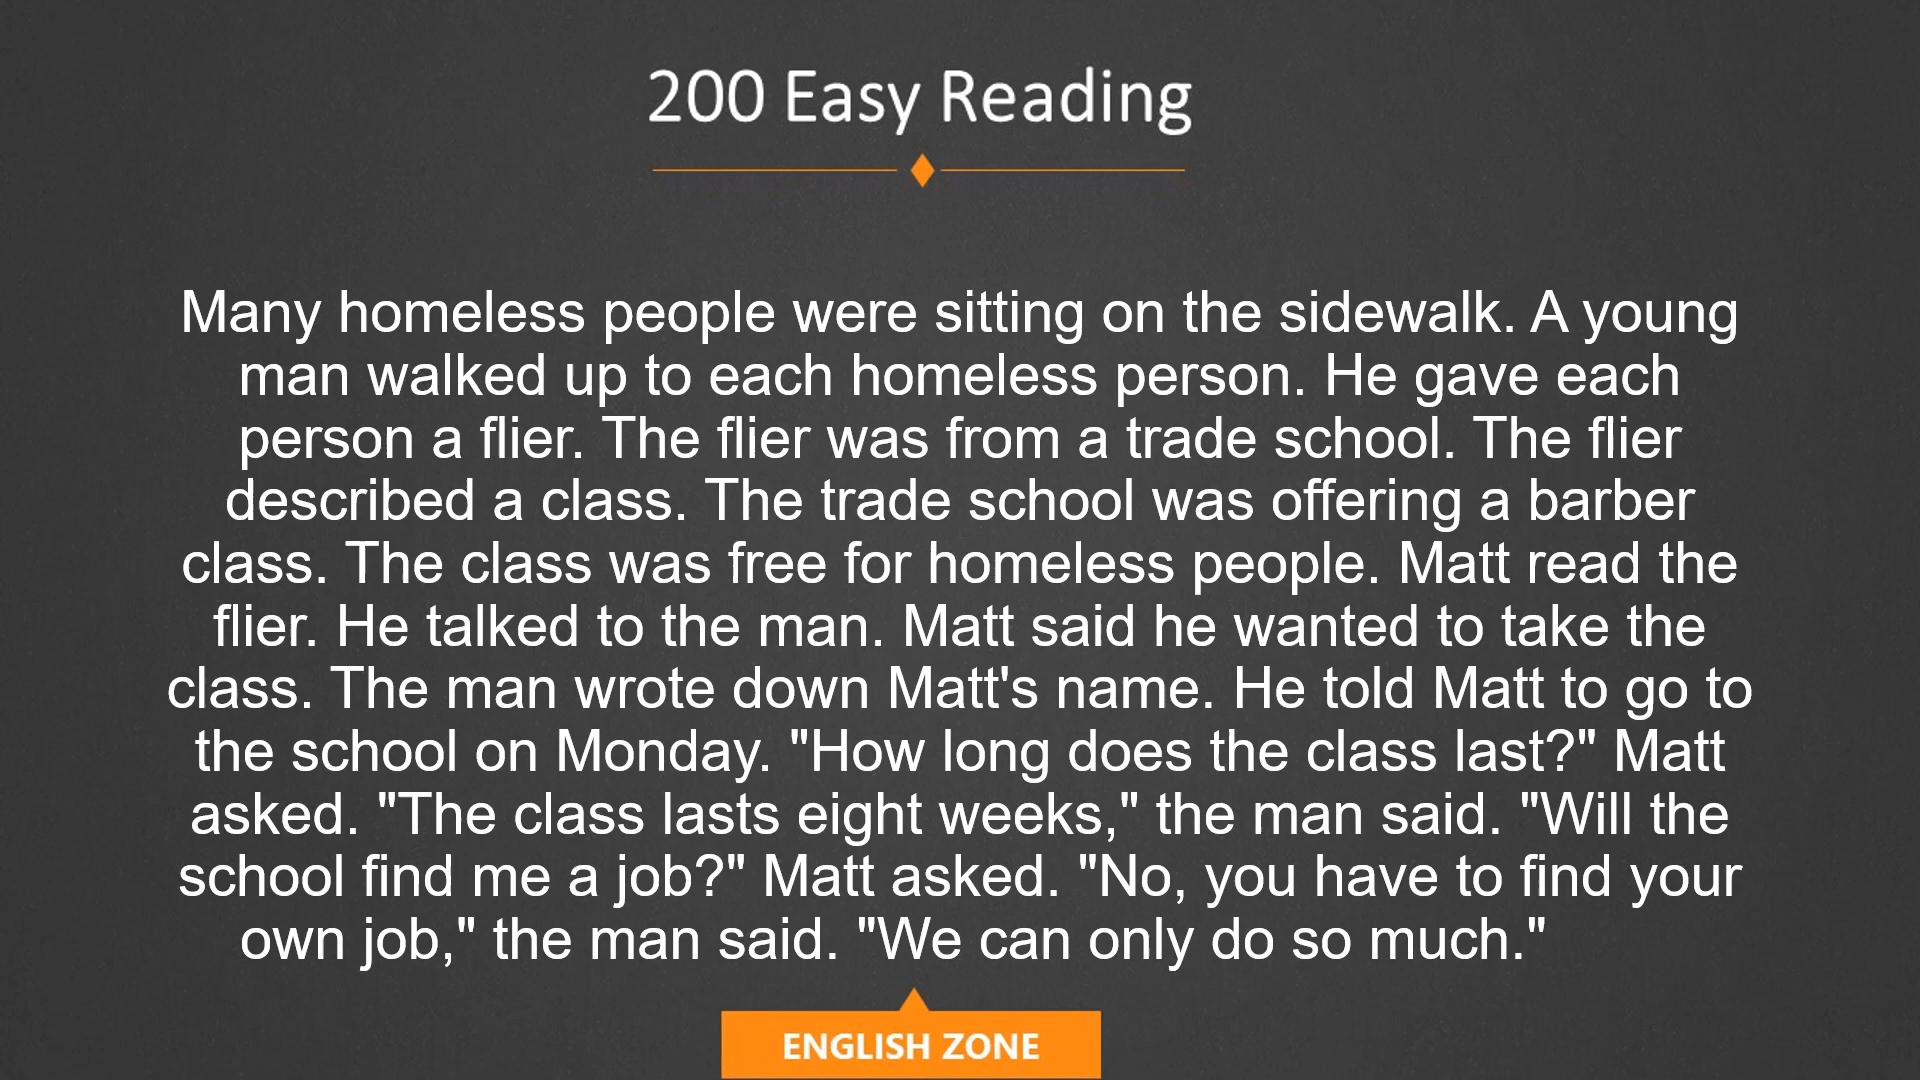 200 Easy Reading
Many homeless people were sitting on the sidewalk. A young
man walked up to each homeless person. He gave each
person a flier. The flier was from a trade school. The flier
described a class. The trade school was offering a barber
class. The class was free for homeless people. Matt read the
flier. He talked to the man. Matt said he wanted to take the
class. The man wrote down Matt's name. He told Matt to go to
the school on Monday. "How long does the class last?" Matt
asked. "The class lasts eight weeks," the man said. "Will the
school find me a job?" Matt asked. "No, you have to find your
own job," the man said. "We can only do so much."
ENGLISH ZONE